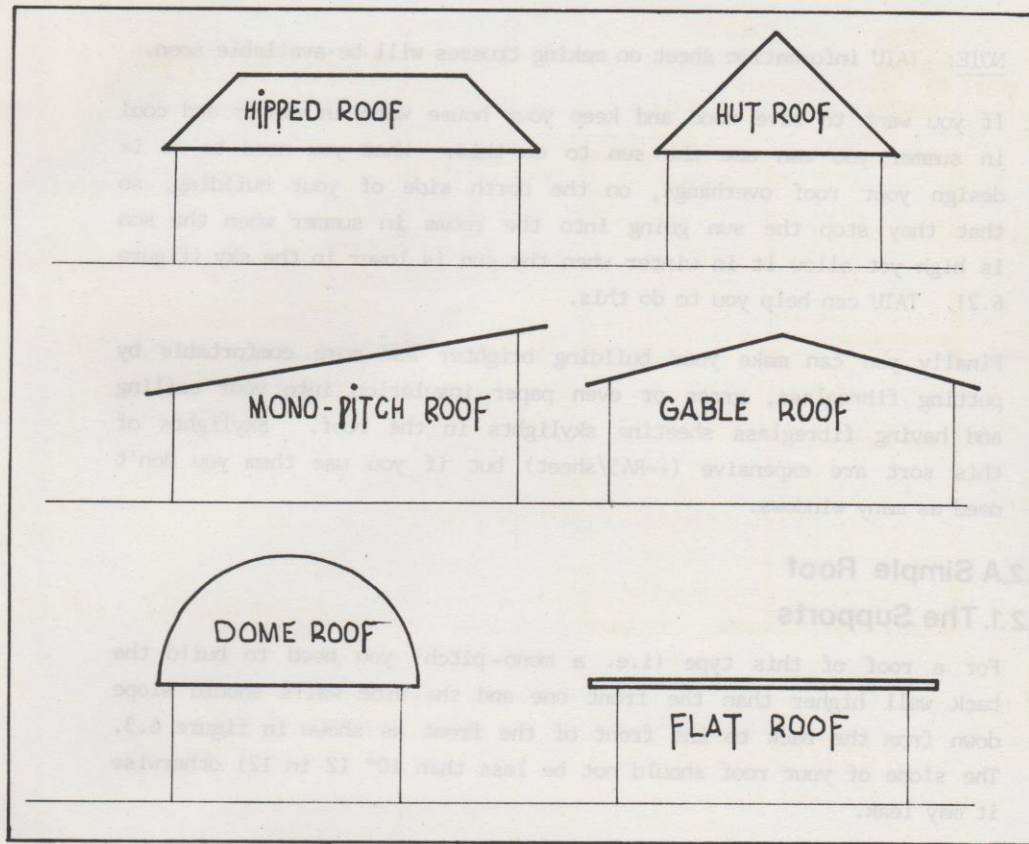 HIPPED ROOF
HUT ROOF
MONO-PITCH ROOF
GABLE ROOF
DOME ROOF
FLAT ROOF
NOTE: TATU information sheet on making trusses will be available soon.
If you want to save and keep your house and cool
in summer you can use the sun to do this. you need to is
design your roof overhangs, on the north side of your building, so
that they stop the sun going into the rooms in summer when the sun
is high yet allow it in winter when the sun is lower in the sky (figure
6.2). TATU can help you to do this.
Finally you can make your building brighter and more comfortable by
putting fibreglass, or even paper insulation into your ceiling
and having fibreglass sheeting skylights in the roof. Skylights of
this sort are expensive (+-R45/sheet) but if you use them you don't
need as many windows.
2.A Simple Roof
2.1. The Supports
For a roof of this type (i.e. a mono-pitch) you need to build the
back wall higher than the front one and the side walls should slope
down from the back to the front of the front as shown in figure 6.3.
The slope of your roof should not be less than 10° (2 in 12) otherwise
it may leak.